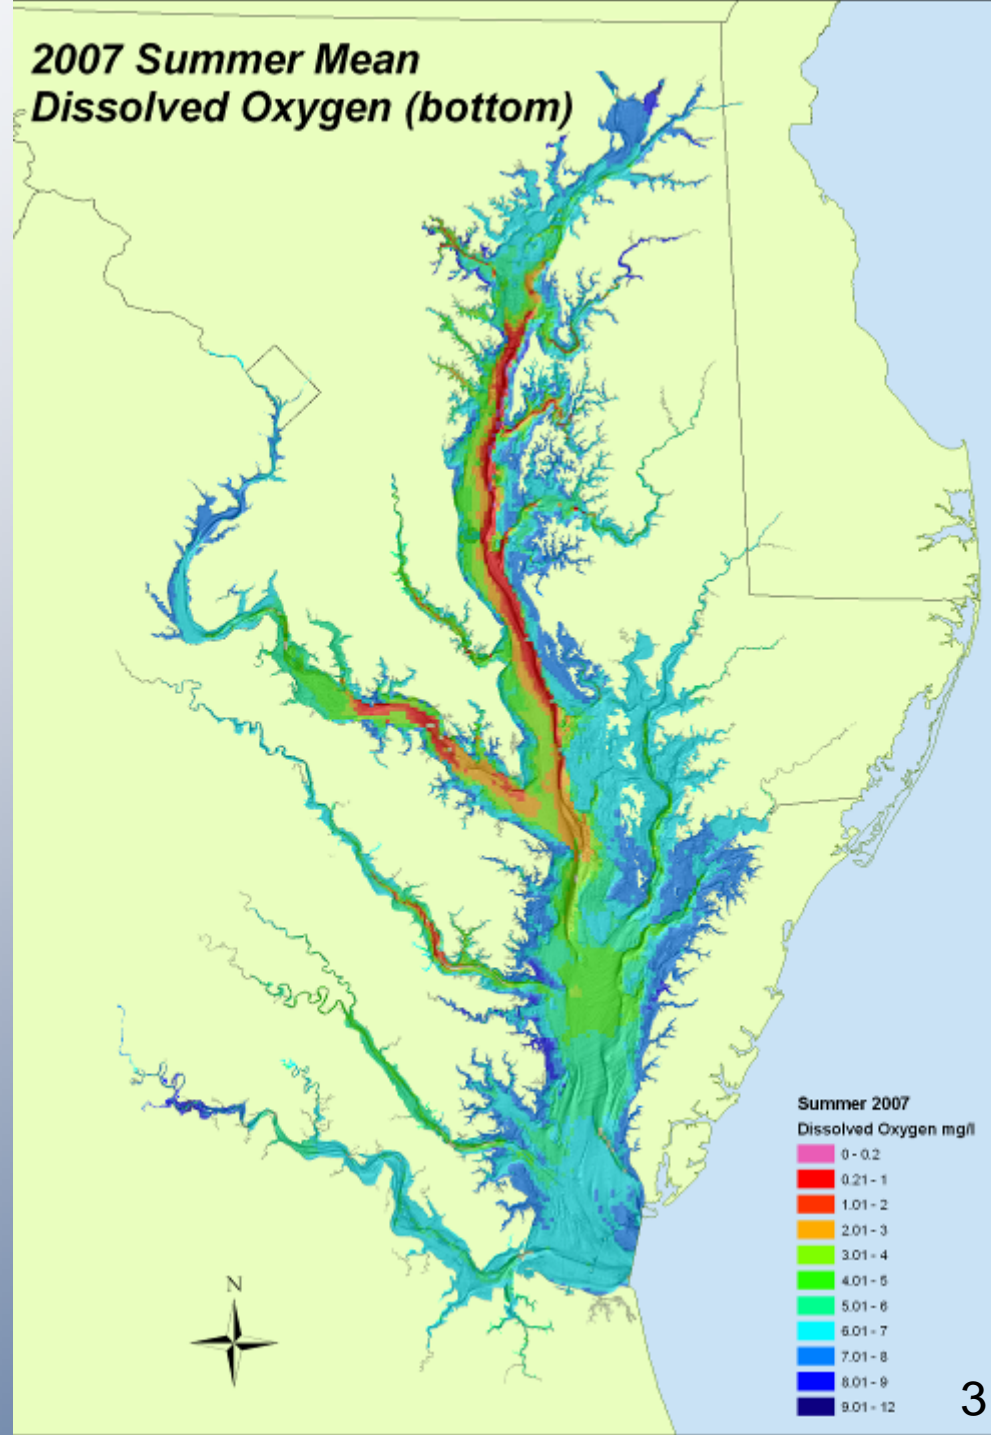 2007 Summer Mean
Dissolved Oxygen (bottom)
N
Summer 2007
Dissolved Oxygen mg/l
0 - 0.2
0.21 - 1
1.01 - 2
2.01 - 3
3.01 - 4
4.01 - 5
5.01 - 6
6.01 - 7
7.01 - 8
8.01 - 9
9.01 - 12
3